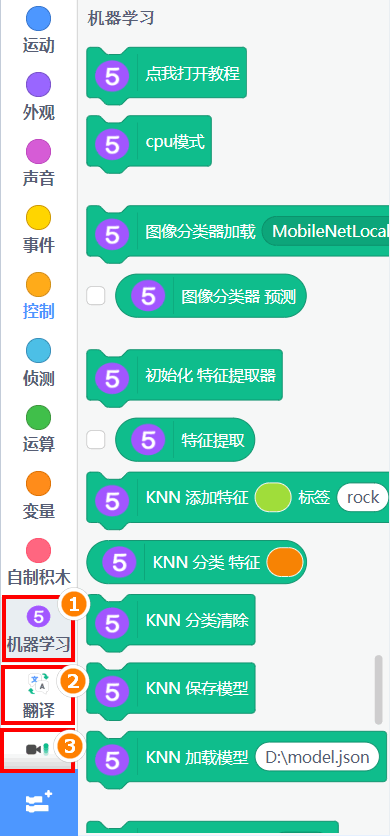 机器学习
运动
外观
声音
事件
控制
侦测
运算
变量
自制积木
5
机器学习
1
翻译
2
3
5 点我打开教程
5 cpu模式
5 图像分类器加载 MobileNetLocal
5 图像分类器 预测
5 初始化 特征提取器
5 特征提取
5 KNN 添加特征 标签 rock
5 KNN 分类 特征
5 KNN 分类清除
5 KNN 保存模型
5 KNN 加载模型 D:\model.json